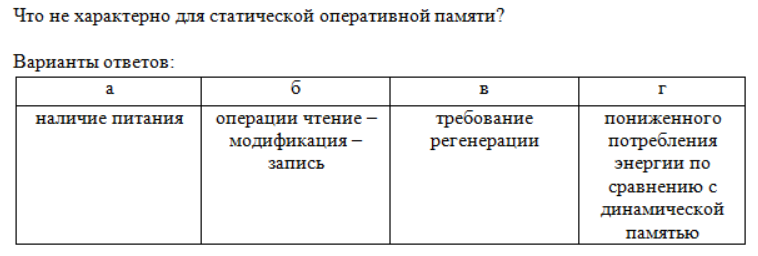 Что не характерно для статической оперативной памяти?
Варианты ответов:
а б в г
наличие питания операции чтение – требование пониженного
модификация – регенерации потребления
запись энергии по
сравнению с
динамической
памятью